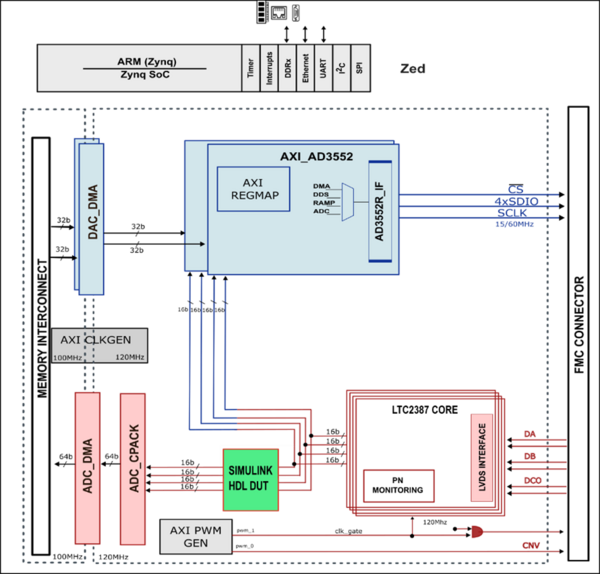 ARM (Zynq)
Zynq SoC
Timer
Interrupts
DDRx
Ethernet
UART
I²C
SPI
Zed
MEMORY INTERCONNECT
32b
32b
DAC_DMA
32b
32b
AXI_AD3552
AXI
REGMAP
DMA
DDS
RAMP
ADC
AD3552R_IF
CS
4xSDIO
SCLK
15/60MHz
FMC CONNECTOR
16b
16b
16b
16b
AXI CLKGEN
100MHz
120MHz
64b
ADC_DMA
64b
ADC_CPACK
16b
16b
16b
16b
SIMULINK
HDL DUT
16b
16b
16b
16b
LTC2387 CORE
PN
MONITORING
LVDS INTERFACE
DA
DB
DCO
100MHz
120MHz
AXI PWM
GEN
pwm_1
pwm_0
clk_gate
120Mhz
CNV